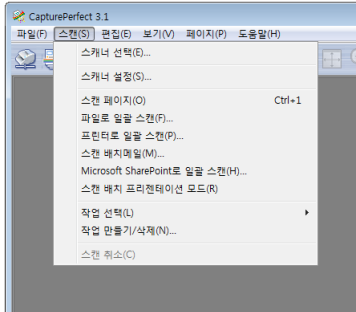 CapturePerfect 3.1
파일(F) 스캔(S) 편집(E) 보기(V) 페이지(P) 도움말(H)
스캐너 선택(E)...
스캐너 설정(S)...
스캔 페이지(O) Ctrl+1
파일로 일괄 스캔(F)...
프린터로 일괄 스캔(P)...
스캔 배치메일(M)...
Microsoft SharePoint로 일괄 스캔(H)...
스캔 배치 프리젠테이션 모드(R)
작업 선택(L)
작업 만들기/삭제(N)...
스캔 취소(C)